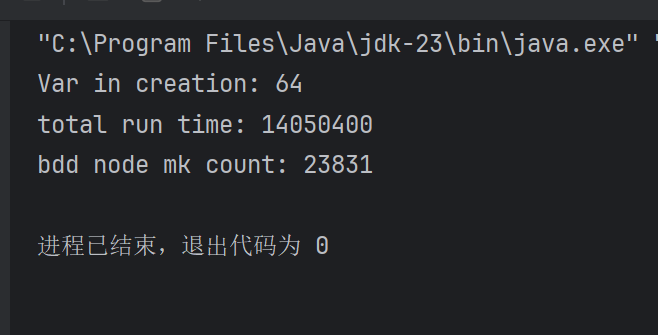 "C:\Program Files\Java\jdk-23\bin\java.exe" "
Var in creation: 64
total run time: 14050400
bdd node mk count: 23831
进程已结束，退出代码为 0